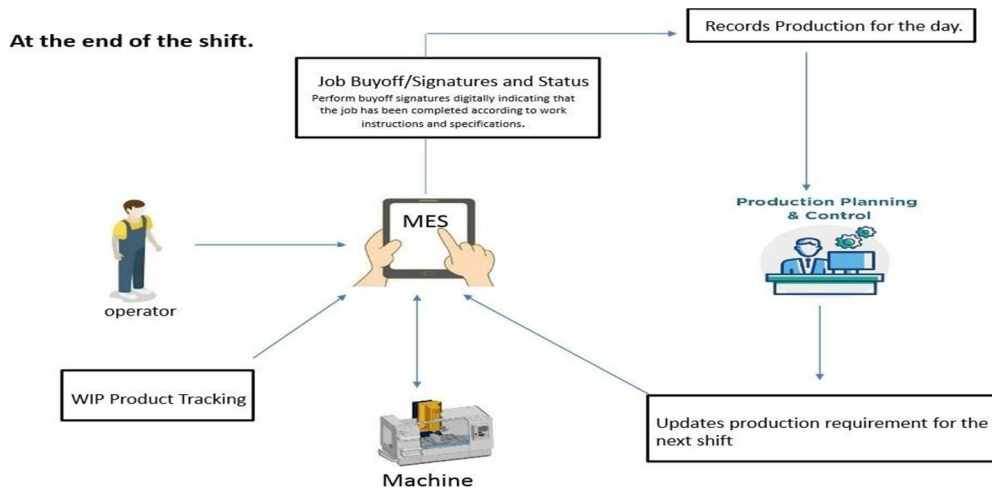 At the end of the shift.
Records Production for the day.
Job Buyoff/Signatures and Status
Perform buyoff signatures digitally indicating that
the job has been completed according to work
instructions and specifications.
MES
Production Planning
& Control
operator
WIP Product Tracking
Updates production requirement for the
next shift
Machine